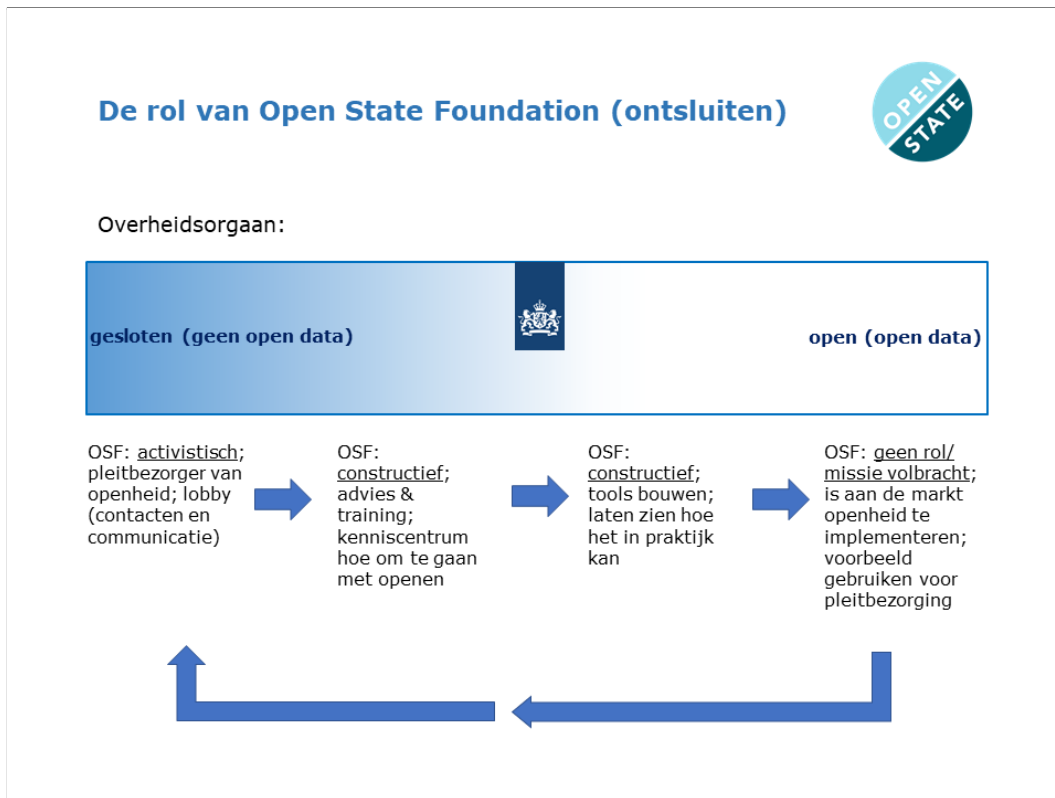 De rol van Open State Foundation (ontsluiten)
OPEN
STATE
Overheidsorgaan:
gesloten (geen open data)
open (open data)
OSF: activistisch;
pleitbezorger van
openheid; lobby
(contacten en
communicatie)
OSF:
constructief;
advies &
training;
kenniscentrum
hoe om te gaan
met openen
OSF:
constructief;
tools bouwen;
laten zien hoe
het in praktijk
kan
OSF: geen rol/
missie volbracht;
is aan de markt
openheid te
implementeren;
voorbeeld
gebruiken voor
pleitbezorging